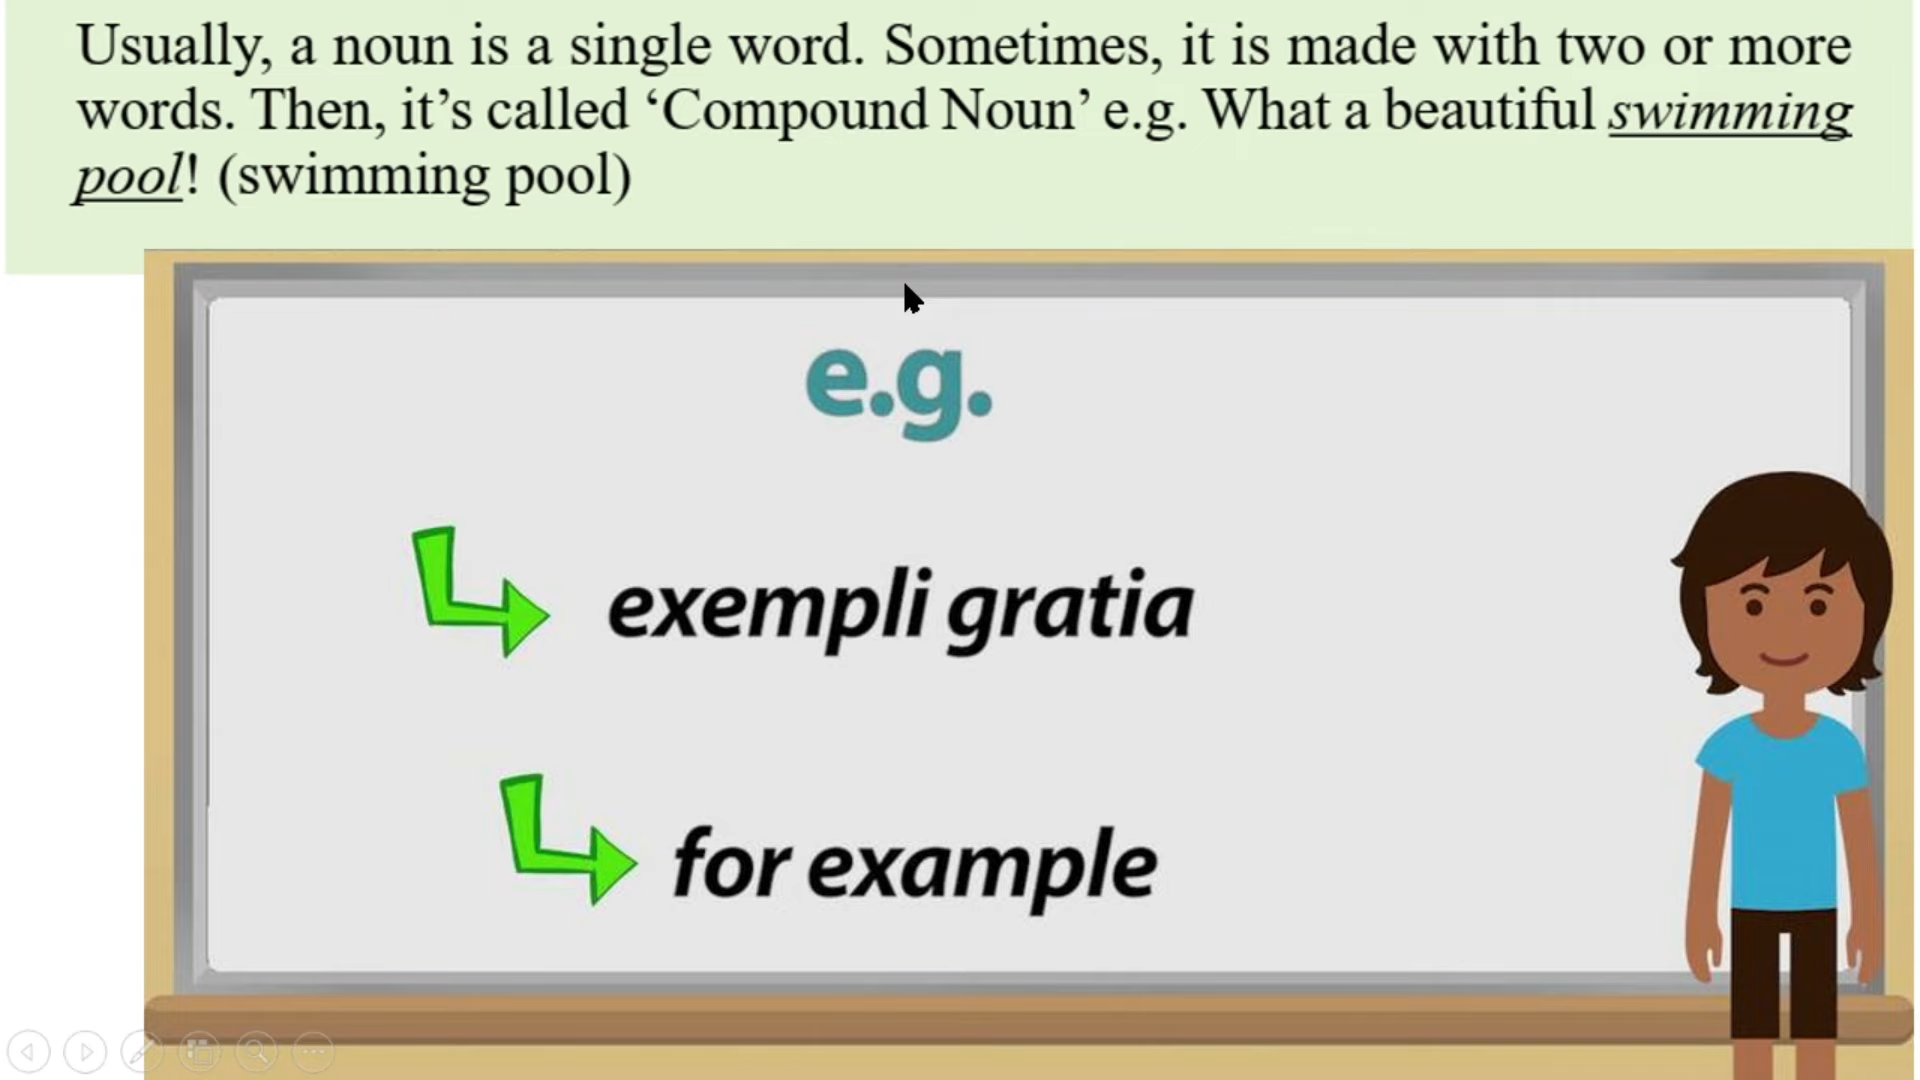 Usually, a noun is a single word. Sometimes, it is made with two or more
words. Then, it’s called ‘Compound Noun’ e.g. What a beautiful swimming
pool! (swimming pool)
e.g.
exempli gratia
for example